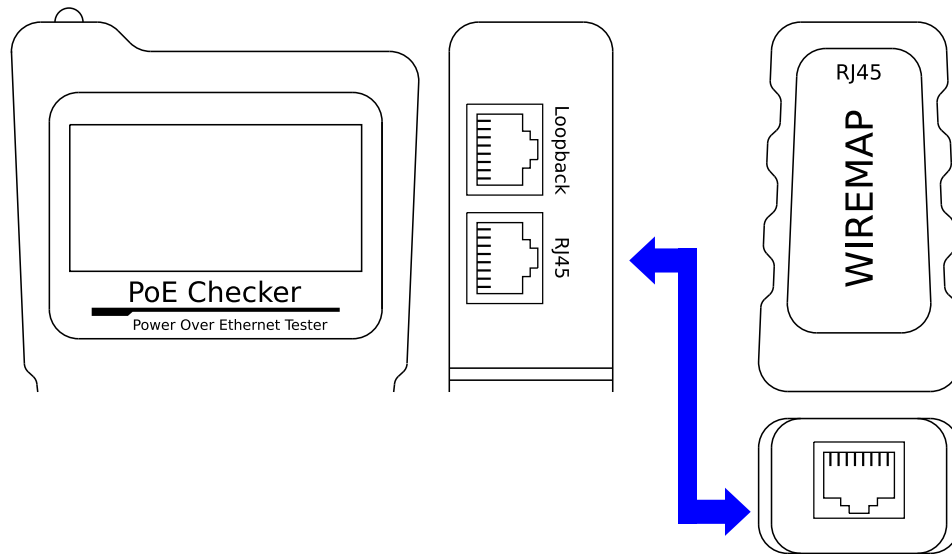 PoE Checker
Power Over Ethernet Tester
Loopback
RJ45
RJ45
WIREMAP